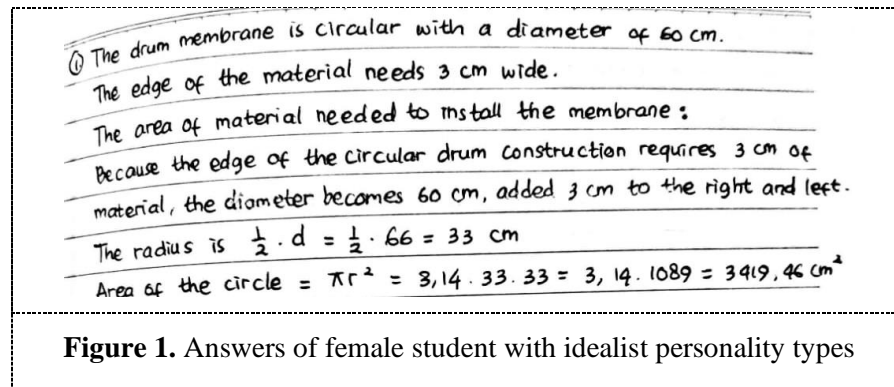 ① The drum membrane is circular with a diameter of 60 cm.
The edge of the material needs 3 cm wide.
The area of material needed to install the membrane :
Because the edge of the circular drum construction requires 3 cm of
material, the diameter becomes 60 cm, added 3 cm to the right and left.
The radius is 1/2 . d = 1/2 . 66 = 33 cm
Area of the circle = πr² = 3,14 . 33 . 33 = 3, 14 . 1089 = 3419,46 cm²
Figure 1. Answers of female student with idealist personality types